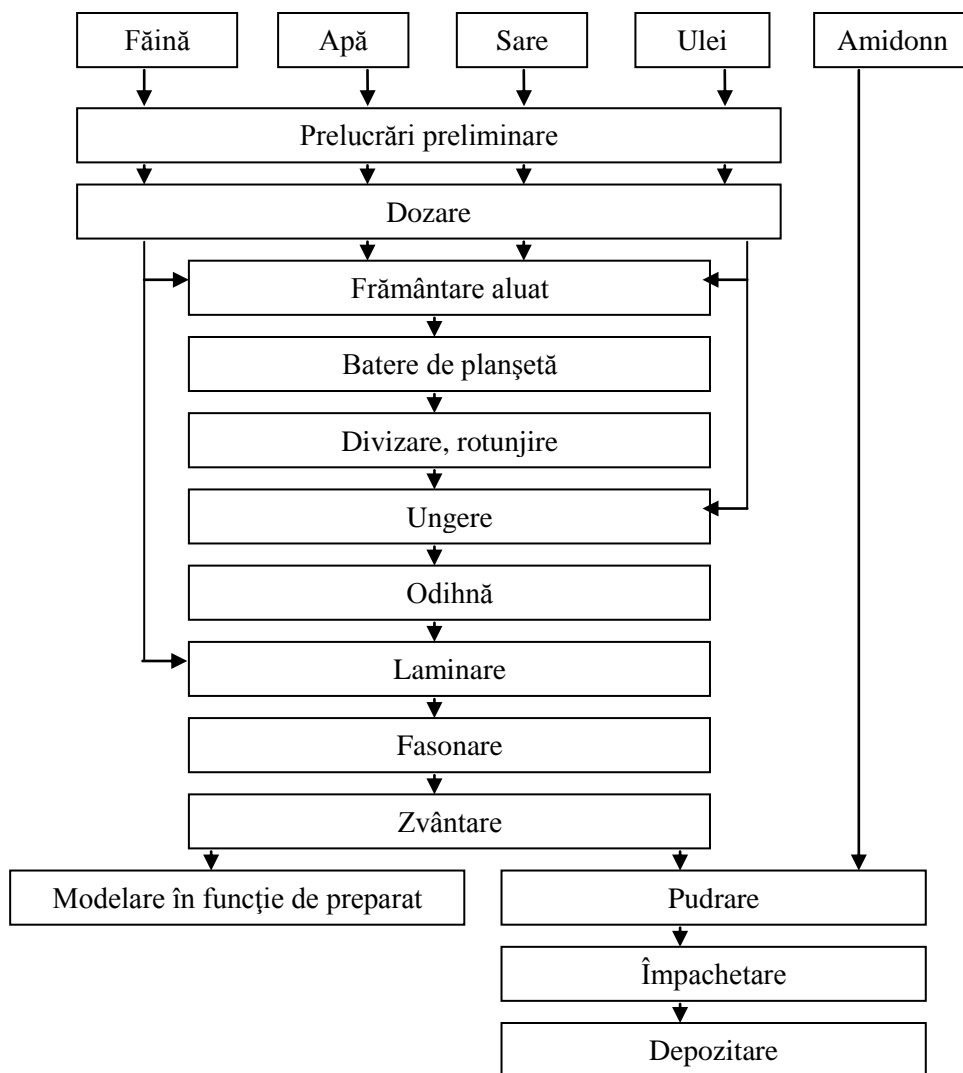 Făină
Apă
Sare
Ulei
Amidonn
Prelucrări preliminare
Dozare
Frământare aluat
Batere de planşetă
Divizare, rotunjire
Ungere
Odihnă
Laminare
Fasonare
Zvântare
Modelare în funcţie de preparat
Pudrare
Împachetare
Depozitare